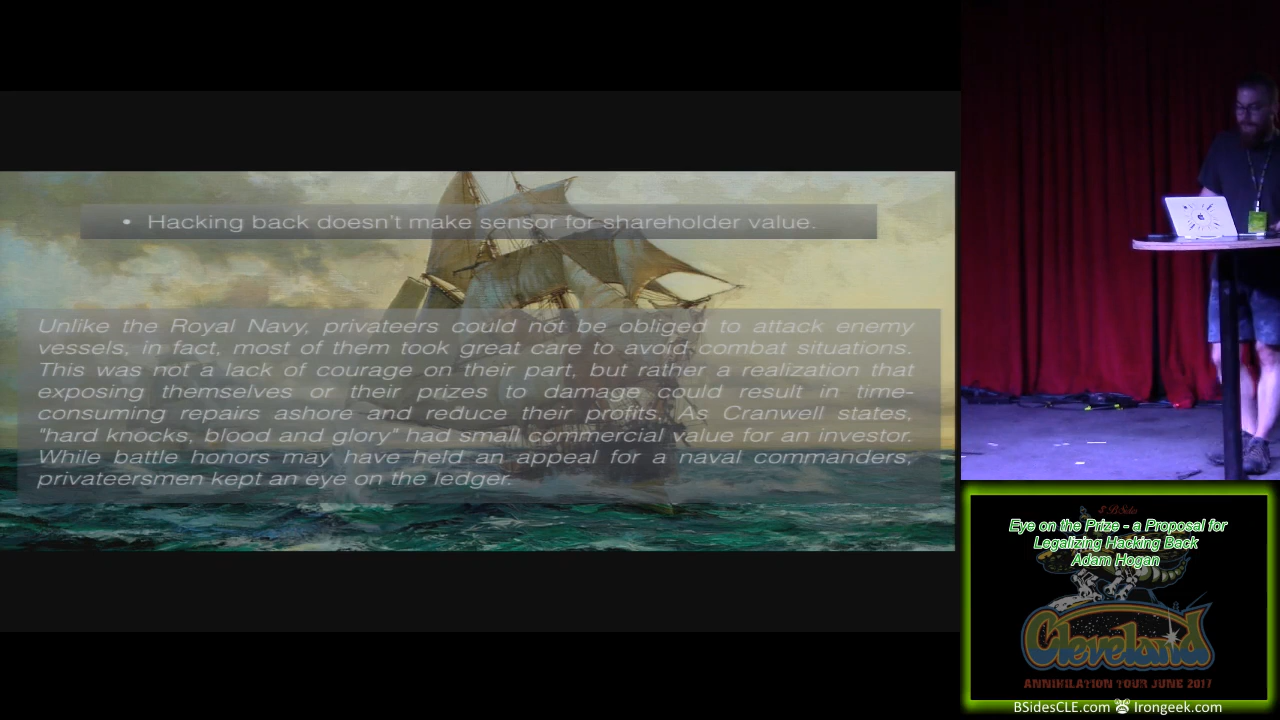 • Hacking back doesn't make sensor for shareholder value.
Unlike the Royal Navy, privateers could not be obliged to attack enemy
vessels, in fact, most of them took great care to avoid combat situations.
This was not a lack of courage on their part, but rather a realization that
exposing themselves or their prizes to damage could result in time-
consuming repairs ashore and reduce their profits. As Cranwell states,
"hard knocks, blood and glory" had small commercial value for an investor.
While battle honors may have held an appeal for a naval commanders,
privateersmen kept an eye on the ledger.
Eye on the Prize - a Proposal for
Legalizing Hacking Back
Adam Hogan
Cleveland
ANNIHILATION TOUR JUNE 2017
BSidesCLE.com Irongeek.com